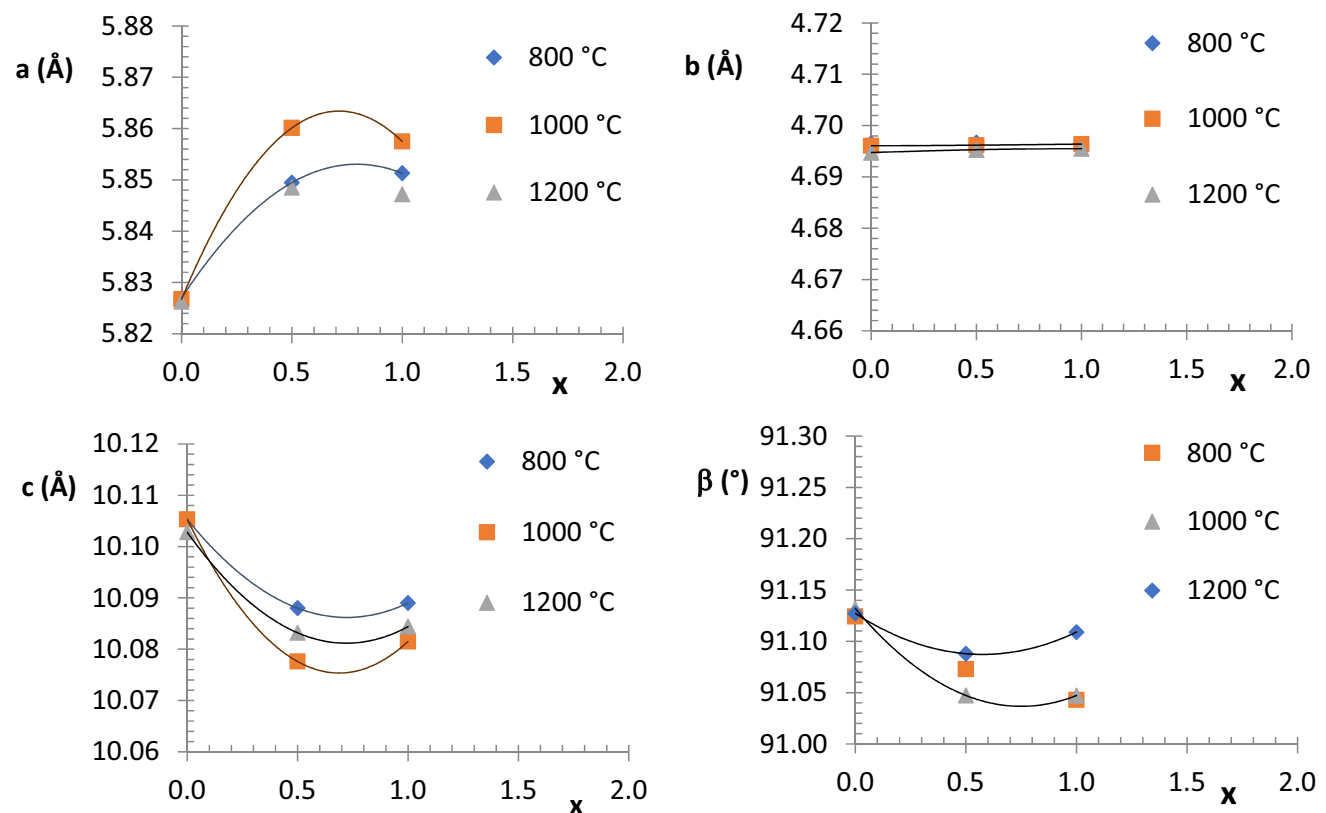 5.88
a (Å)
5.87
5.86
5.85
5.84
5.83
5.82
0.0 0.5 1.0 1.5 2.0
x
800 °C
1000 °C
1200 °C
4.72
b (Å)
4.71
4.70
4.69
4.68
4.67
4.66
0.0 0.5 1.0 1.5 2.0
x
800 °C
1000 °C
1200 °C
10.12
c (Å)
10.11
10.10
10.09
10.08
10.07
10.06
0.0 0.5 1.0 1.5 2.0
x
800 °C
1000 °C
1200 °C
91.30
β (°)
91.25
91.20
91.15
91.10
91.05
91.00
0.0 0.5 1.0 1.5 2.0
x
800 °C
1000 °C
1200 °C